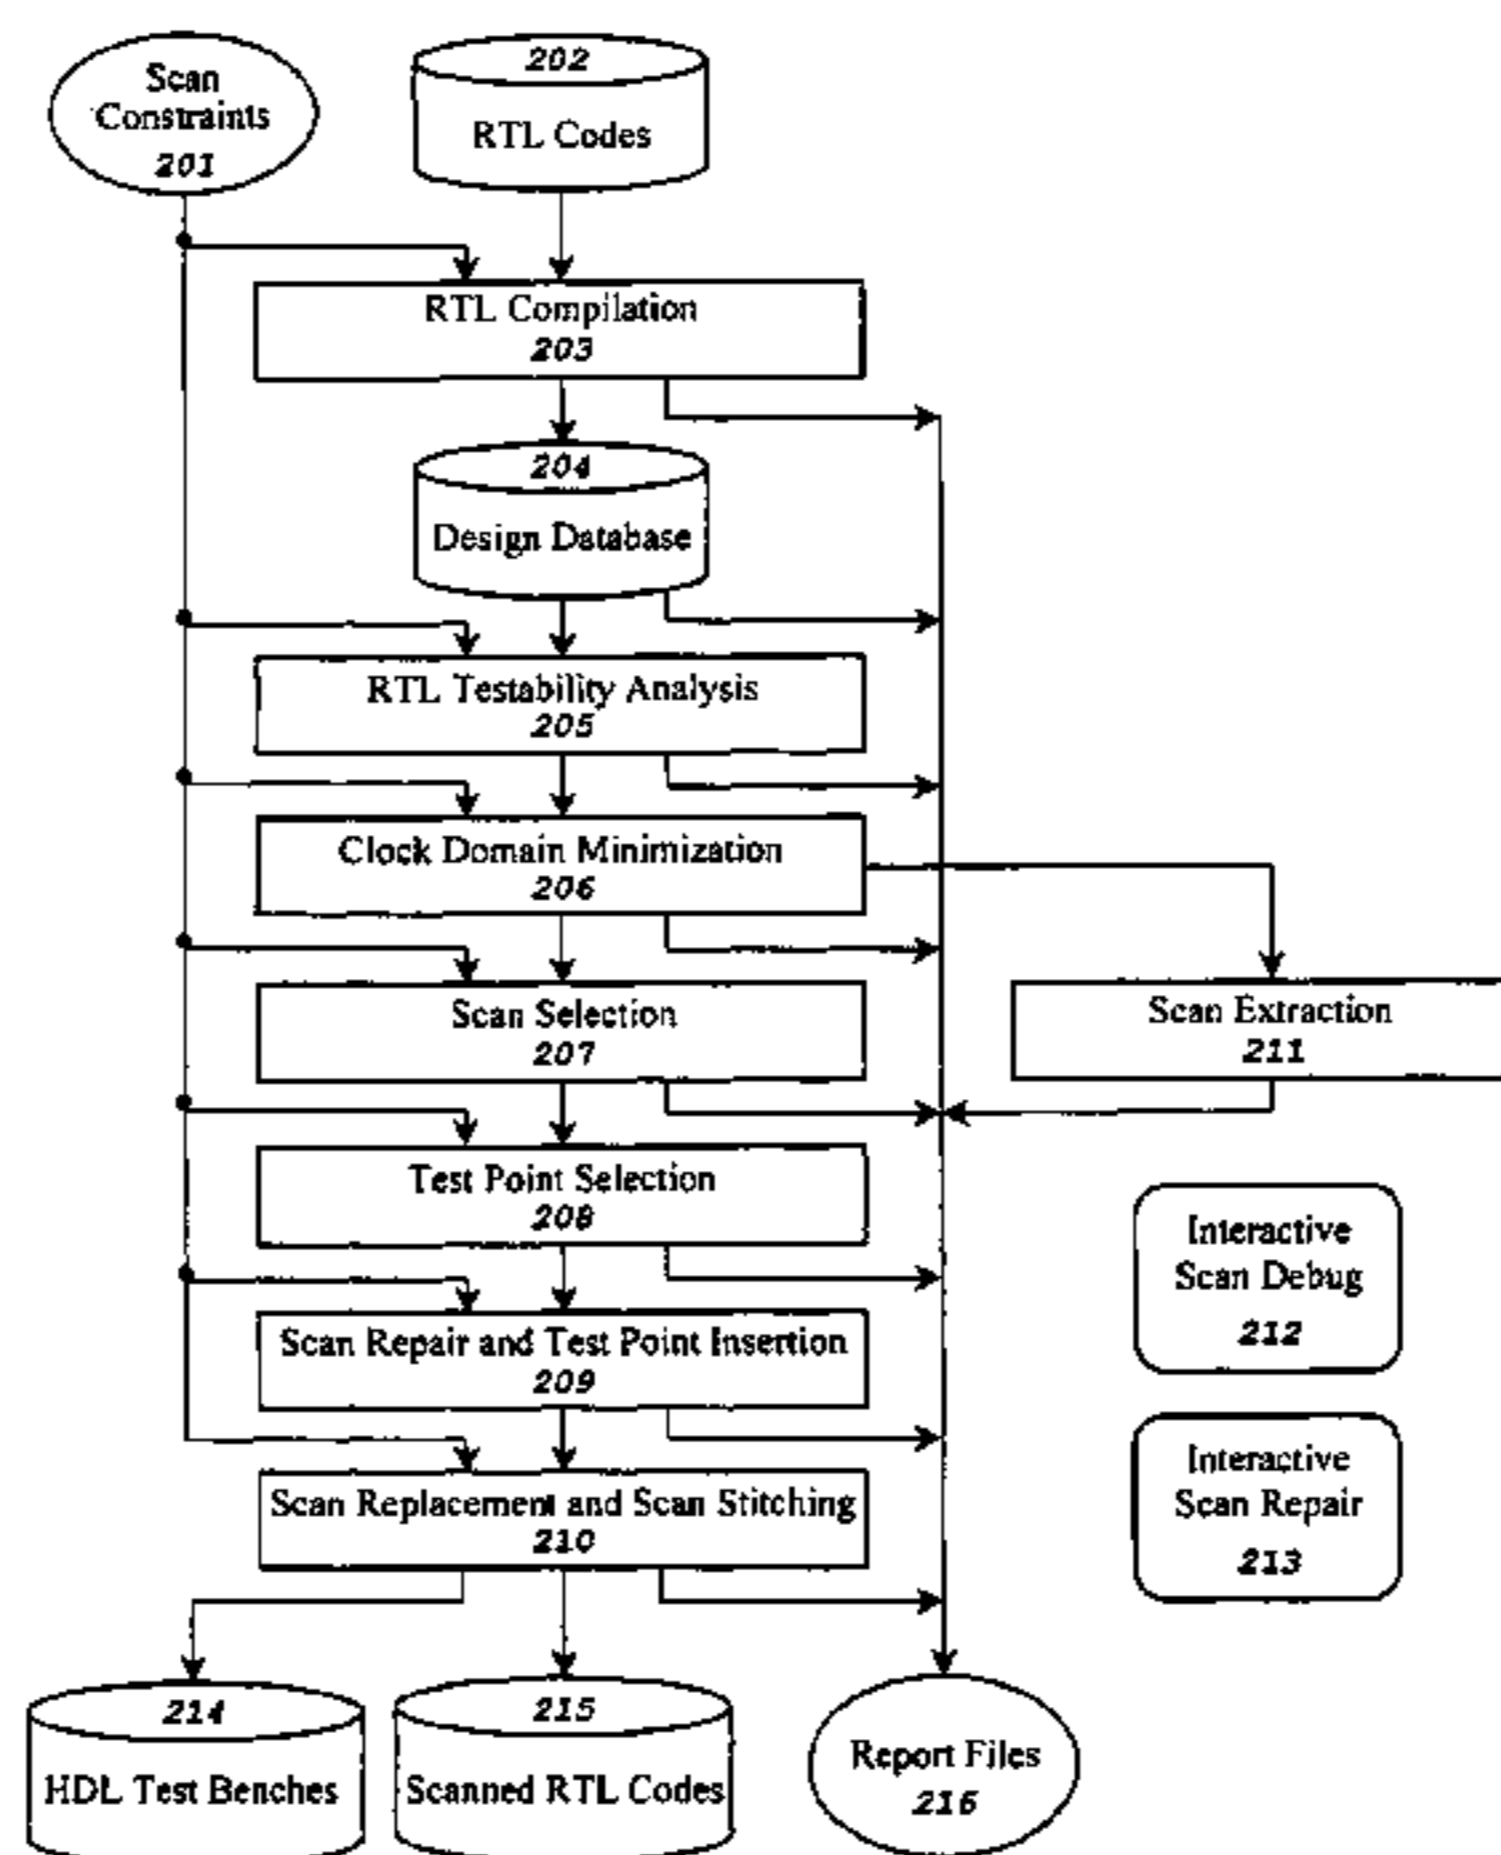 Scan
Constraints
201
202
RTL Codes
RTL Compilation
203
204
Design Database
RTL Testability Analysis
205
Clock Domain Minimization
206
Scan Selection
207
Scan Extraction
211
Test Point Selection
208
Interactive
Scan Debug
212
Scan Repair and Test Point Insertion
209
Interactive
Scan Repair
213
Scan Replacement and Scan Stitching
210
214
HDL Test Benches
215
Scanned RTL Codes
Report Files
216